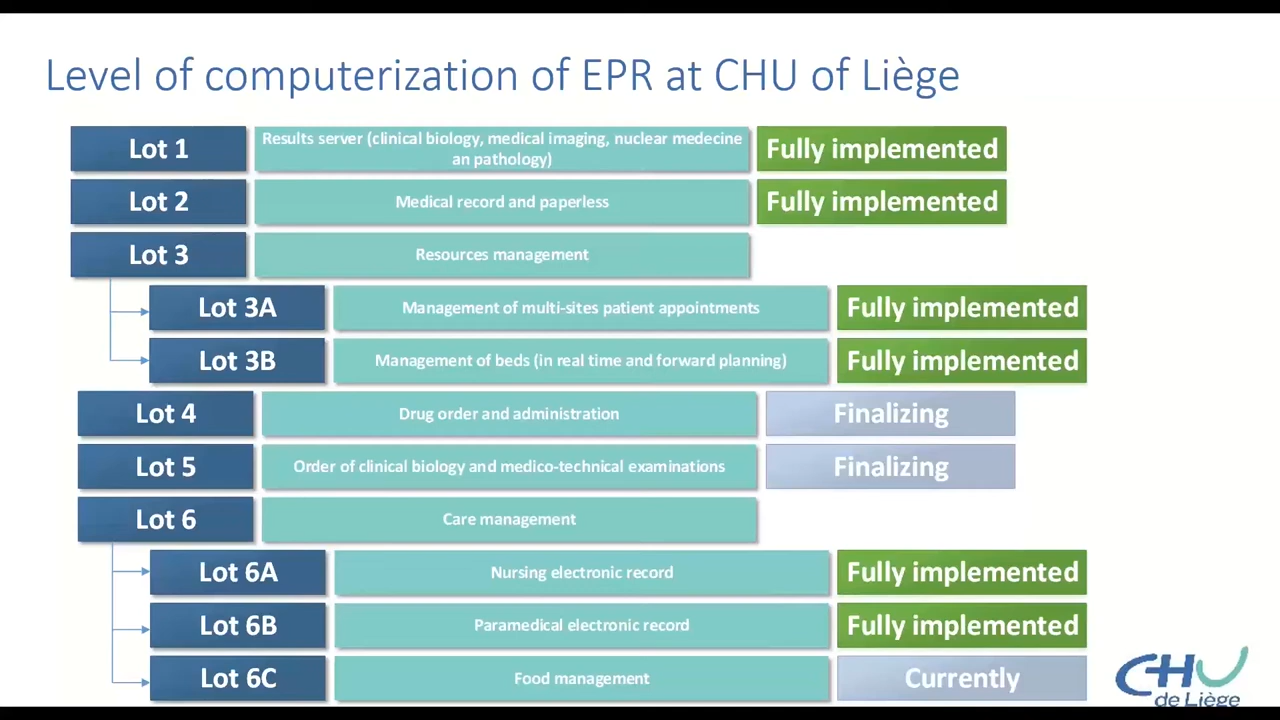 Level of computerization of EPR at CHU of Liège
Lot 1
Results server (clinical biology, medical imaging, nuclear medecine
an pathology)
Fully implemented
Lot 2
Medical record and paperless
Fully implemented
Lot 3
Resources management
Lot 3A
Management of multi-sites patient appointments
Fully implemented
Lot 3B
Management of beds (in real time and forward planning)
Fully implemented
Lot 4
Drug order and administration
Finalizing
Lot 5
Order of clinical biology and medico-technical examinations
Finalizing
Lot 6
Care management
Lot 6A
Nursing electronic record
Fully implemented
Lot 6B
Paramedical electronic record
Fully implemented
Lot 6C
Food management
Currently
CHU
de Liège